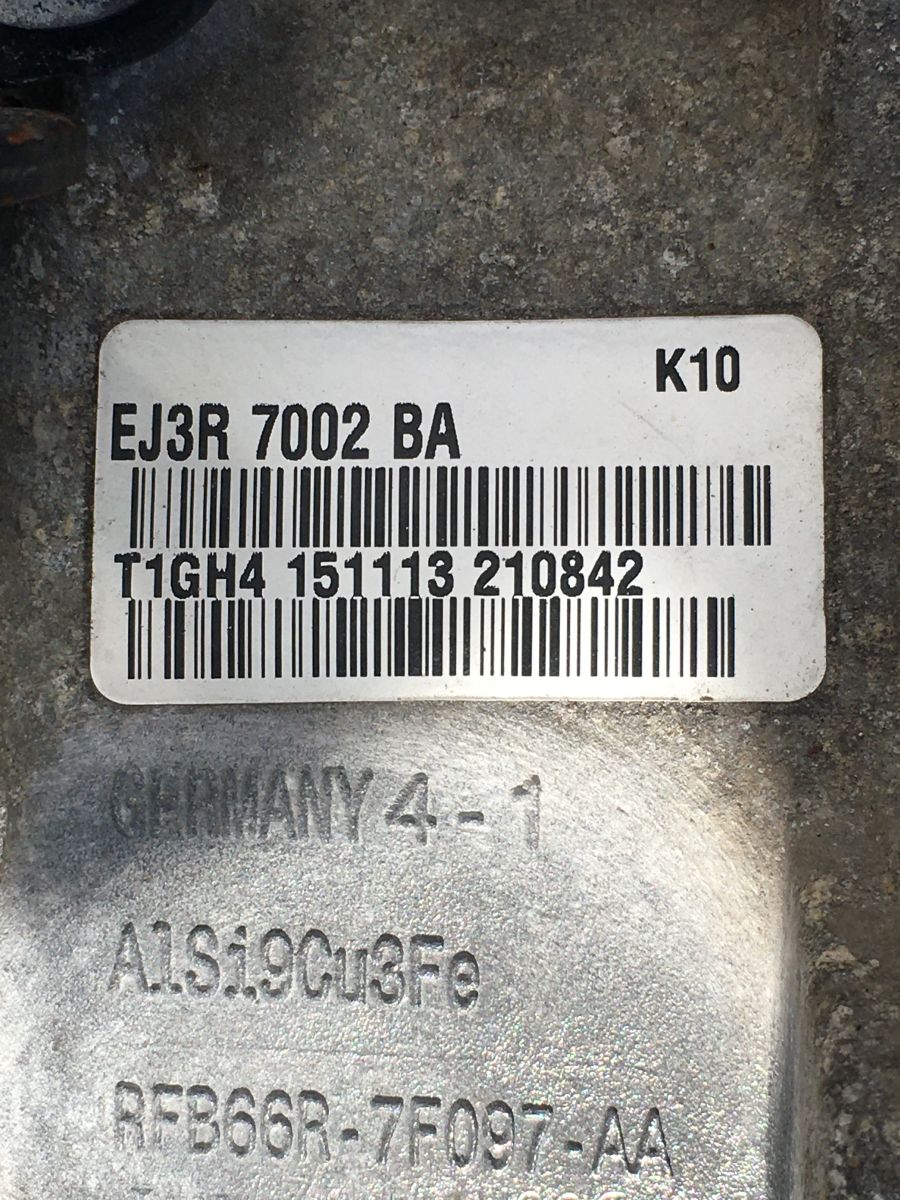 K10
EJ3R 7002 BA
T1GH4 151113 210842
GERMANY 4-1
AlSi9Cu3Fe
RFB66R-7F097-AA